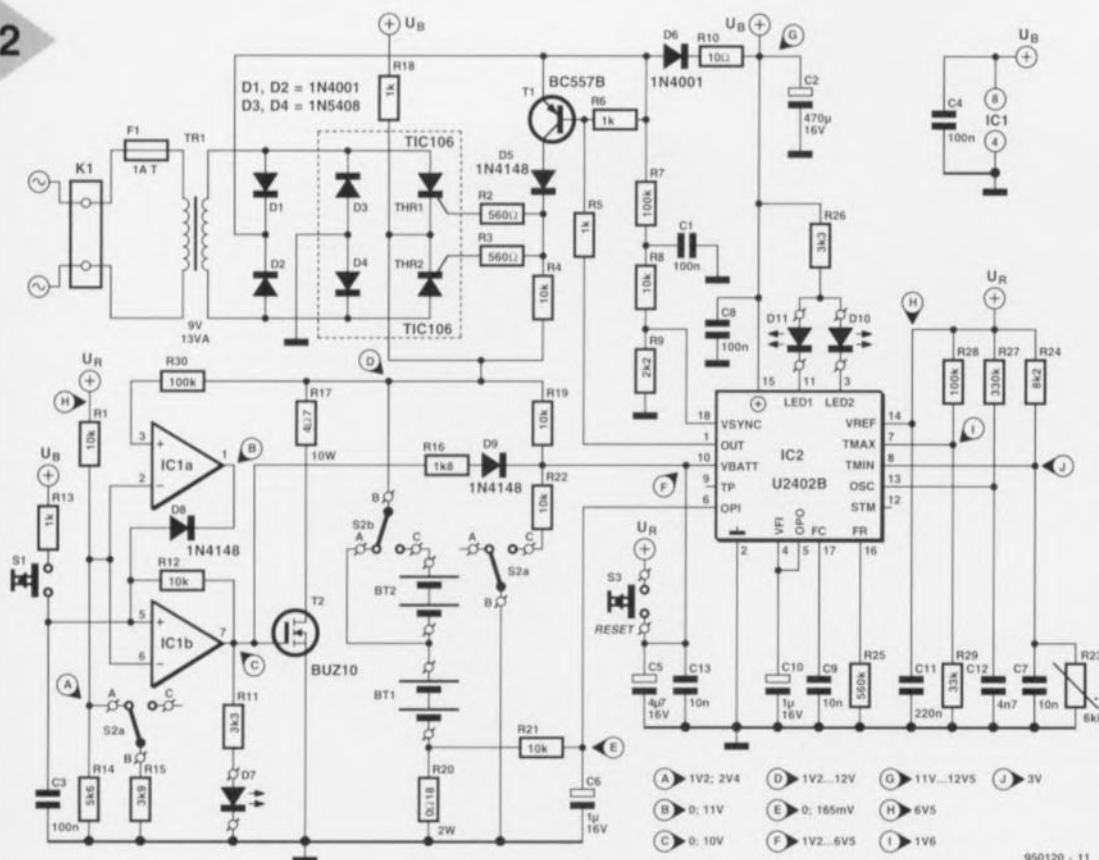 2
K1
F1
1A T
TR1
9V
13VA
UB
R18
1k
D1, D2 = 1N4001
D3, D4 = 1N5408
TIC106
D1
D2
D3
D4
THR1
THR2
TIC106
BC557B
T1
D5
1N4148
R2
560Ω
R3
560Ω
R4
10k
R6
1k
R5
1k
D6
1N4001
R10
10Ω
UB
G
C2
470µ
16V
R7
100k
C1
100n
R8
10k
R9
2k2
C8
100n
R26
3k3
D11
D10
UB
C4
100n
8
IC1
4
UR
H
R28
100k
R27
330k
R24
8k2
15
11
3
LED1
LED2
18
VSYNC
1
OUT
10
VBATT
9
TP
6
OPI
IC2
U2402B
VREF
14
TMAX
7
TMIN
8
OSC
13
STM
12
VFI
OPO
FC
FR
2
4
5
17
16
I
J
UR
H
R1
10k
UB
R13
1k
S1
R30
100k
3
+
2
−
IC1a
1
B
D8
1N4148
R12
10k
5
+
6
−
IC1b
7
C
A
A
C
S2a
B
C3
100n
R14
5k6
R15
3k9
R11
3k3
D7
D
R17
4Ω7
10W
T2
BUZ10
R16
1k8
D9
1N4148
R19
10k
R22
10k
F
B
S2b
A
C
BT2
BT1
A
C
S2a
B
R21
10k
E
R20
0Ω18
2W
C6
1µ
16V
UR
S3
RESET
C5
4µ7
16V
C13
10n
C10
1µ
16V
C9
10n
R25
560k
C11
220n
R29
33k
C12
4n7
C7
10n
R23
A 1V2; 2V4
D 1V2...12V
G 11V...12V5
J 3V
B 0; 11V
E 0; 165mV
H 6V5
C 0; 10V
F 1V2...6V5
I 1V6
950120 - 11